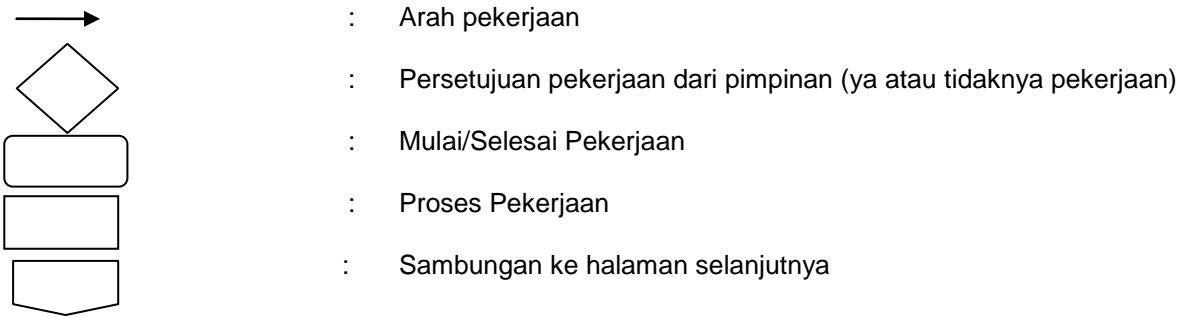 : Arah pekerjaan
: Persetujuan pekerjaan dari pimpinan (ya atau tidaknya pekerjaan)
: Mulai/Selesai Pekerjaan
: Proses Pekerjaan
: Sambungan ke halaman selanjutnya